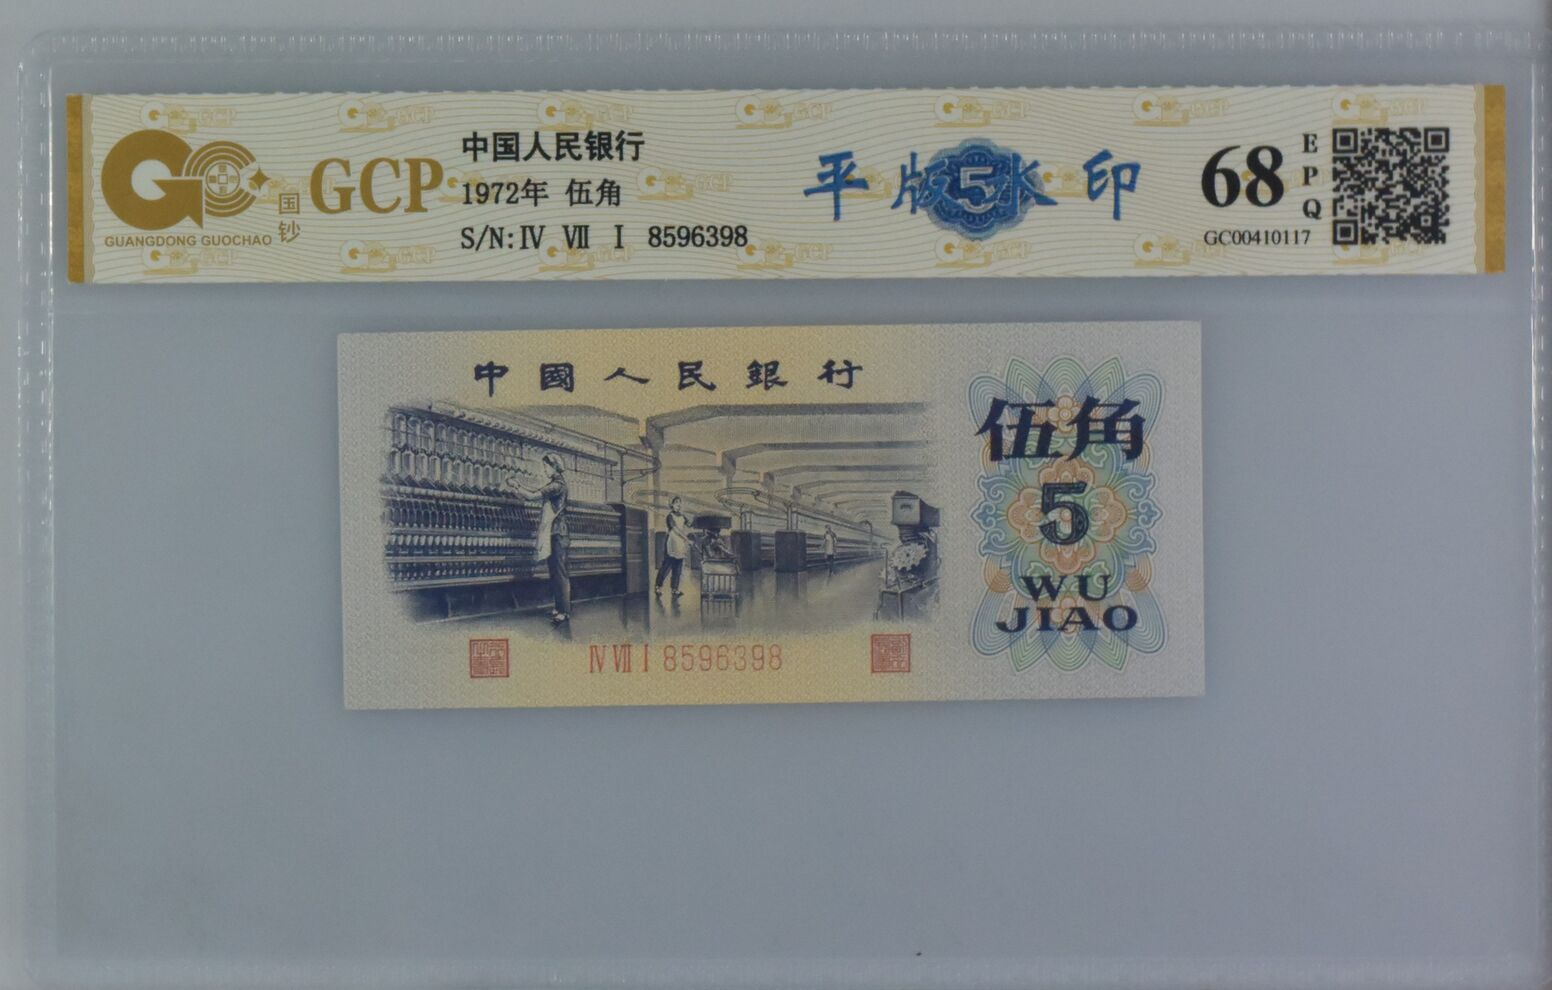 GUANGDONG GUOCHAO
国钞
GCP
中国人民银行
1972年 伍角
S/N: IV VII I 8596398
平版5水印
68
EPQ
GC00410117
中國人民銀行
伍角
5
WU
JIAO
IV VII I 8596398